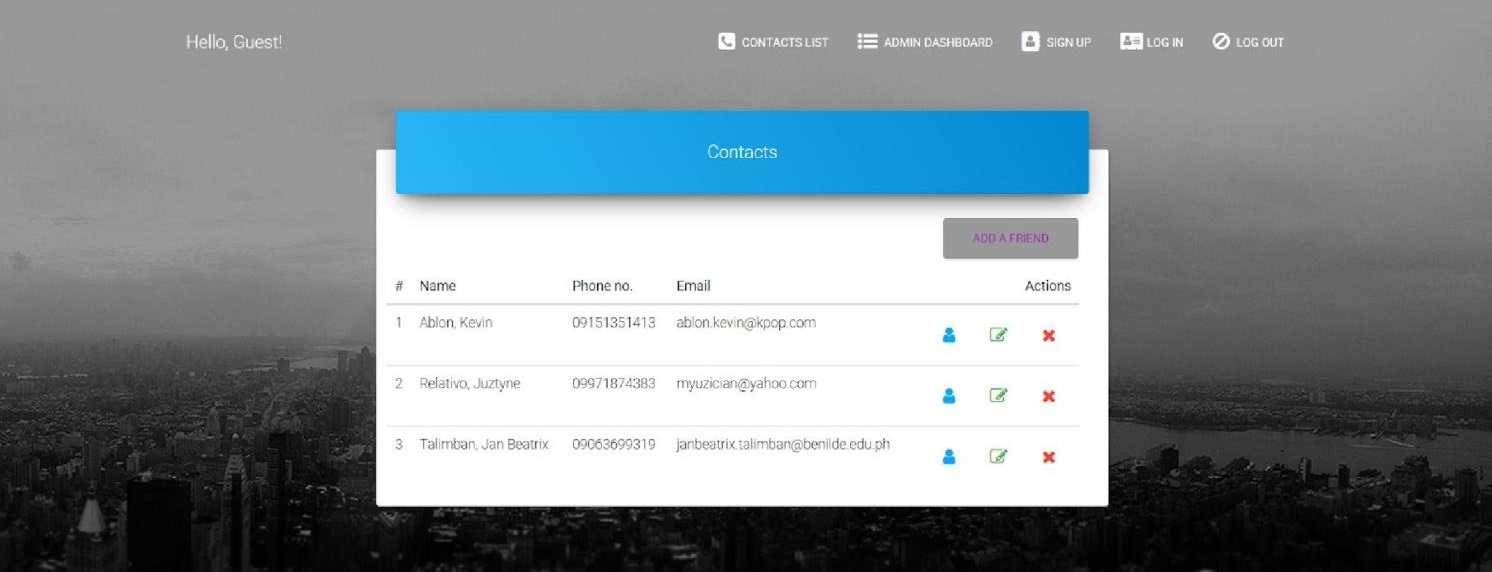 Hello, Guest! CONTACTS LIST ADMIN DASHBOARD SIGN UP LOG IN LOG OUT
Contacts
ADD A FRIEND
# Name Phone no. Email Actions
1 Ablon, Kevin 09151351413 ablon.kevin@kpop.com
2 Relativo, Juztyne 09971874383 myuzician@yahoo.com
3 Talimban, Jan Beatrix 09063699319 janbeatrix.talimban@benilde.edu.ph